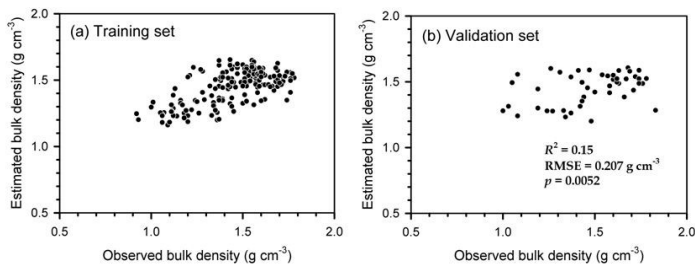 (a) Training set
Estimated bulk density (g cm⁻³)
2.0
1.5
1.0
0.5
0.5
1.0
1.5
2.0
Observed bulk density (g cm⁻³)
(b) Validation set
Estimated bulk density (g cm⁻³)
2.0
1.5
1.0
0.5
R² = 0.15
RMSE = 0.207 g cm⁻³
p = 0.0052
0.5
1.0
1.5
2.0
Observed bulk density (g cm⁻³)